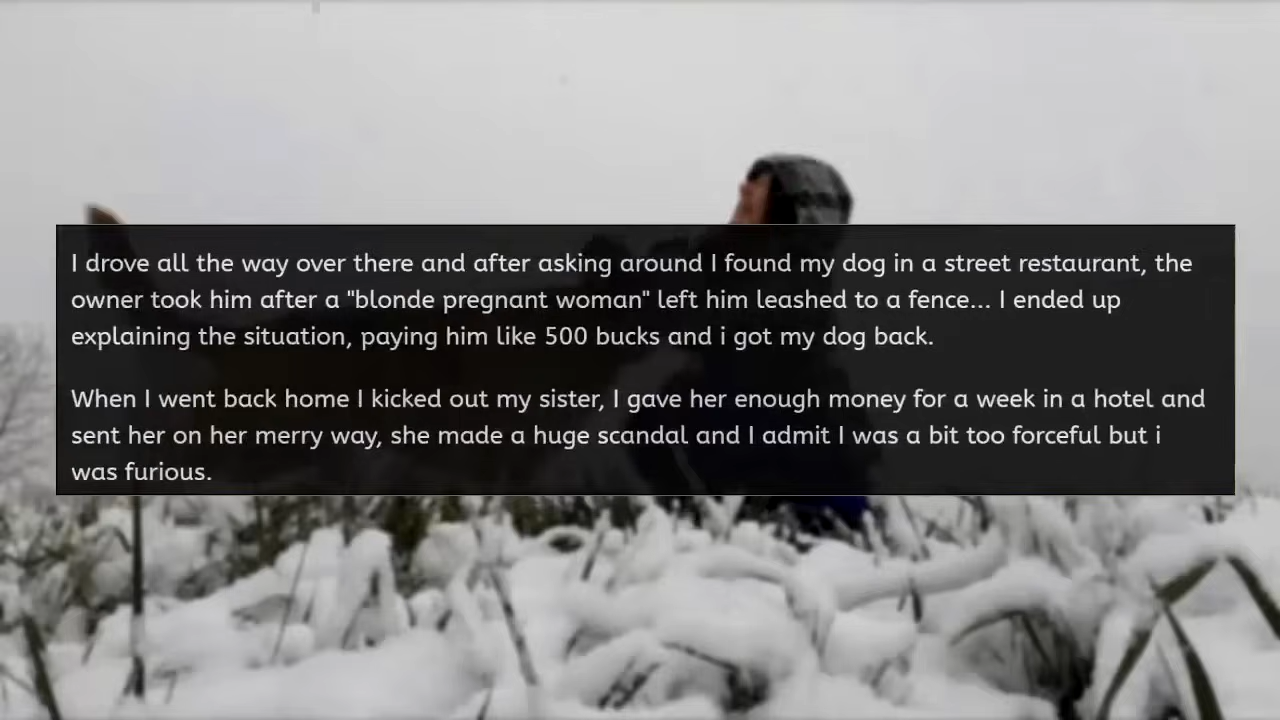 I drove all the way over there and after asking around I found my dog in a street restaurant, the
owner took him after a "blonde pregnant woman" left him leashed to a fence... I ended up
explaining the situation, paying him like 500 bucks and i got my dog back.
When I went back home I kicked out my sister, I gave her enough money for a week in a hotel and
sent her on her merry way, she made a huge scandal and I admit I was a bit too forceful but i
was furious.